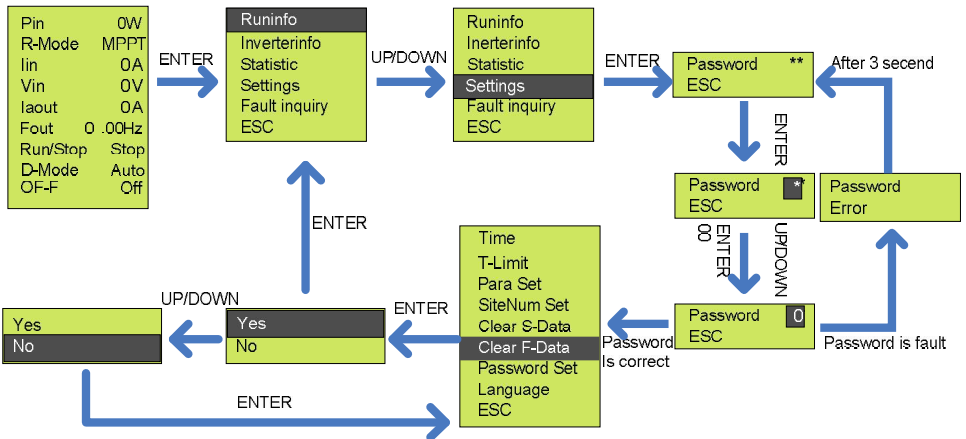 Pin 0W
R-Mode MPPT
Iin 0A
Vin 0V
Iaout 0A
Fout 0 .00Hz
Run/Stop Stop
D-Mode Auto
OF-F Off
ENTER
Runinfo
Inverterinfo
Statistic
Settings
Fault inquiry
ESC
UP/DOWN
Runinfo
Inerterinfo
Statistic
Settings
Fault inquiry
ESC
ENTER
Password **
ESC
After 3 secend
ENTER
Password **
ESC
Password
Error
UP/DOWN
ENTER
00
Password 0
ESC
Password is fault
Password
Is correct
Time
T-Limit
Para Set
SiteNum Set
Clear S-Data
Clear F-Data
Password Set
Language
ESC
ENTER
Yes
No
ENTER
UP/DOWN
Yes
No
ENTER